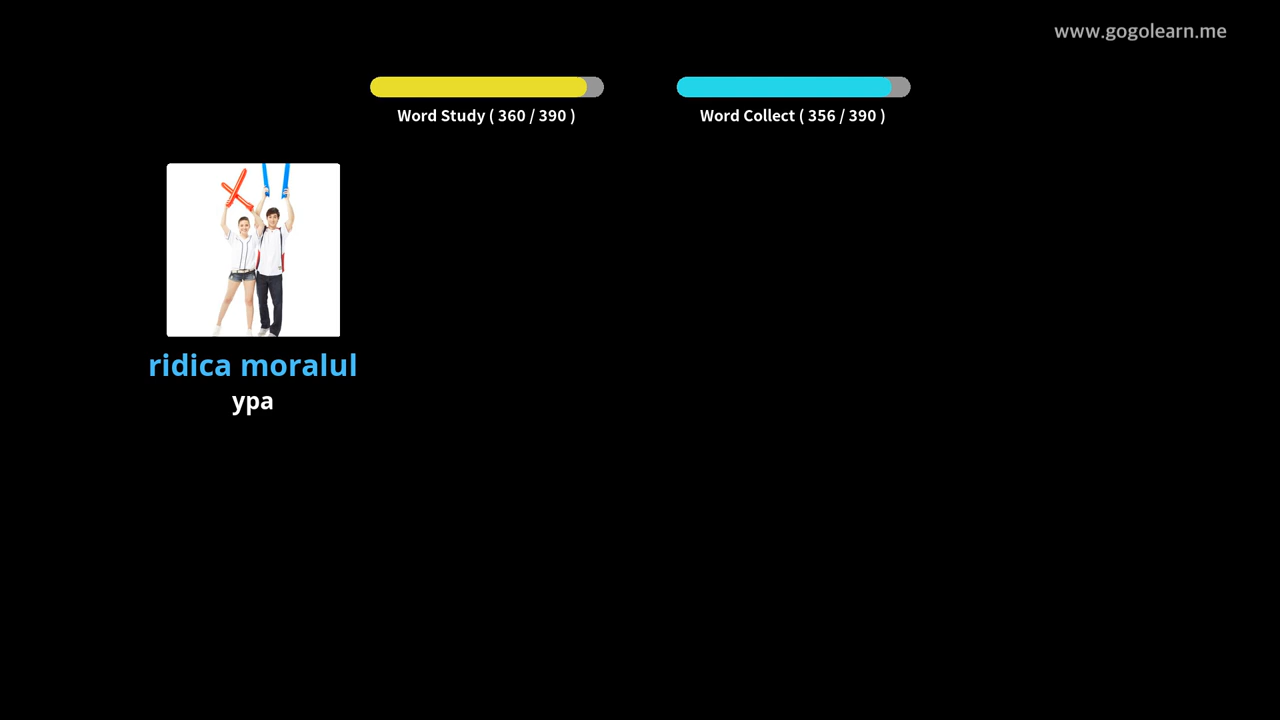 www.gogolearn.me
Word Study ( 360 / 390 )
Word Collect ( 356 / 390 )
ridica moralul
ура